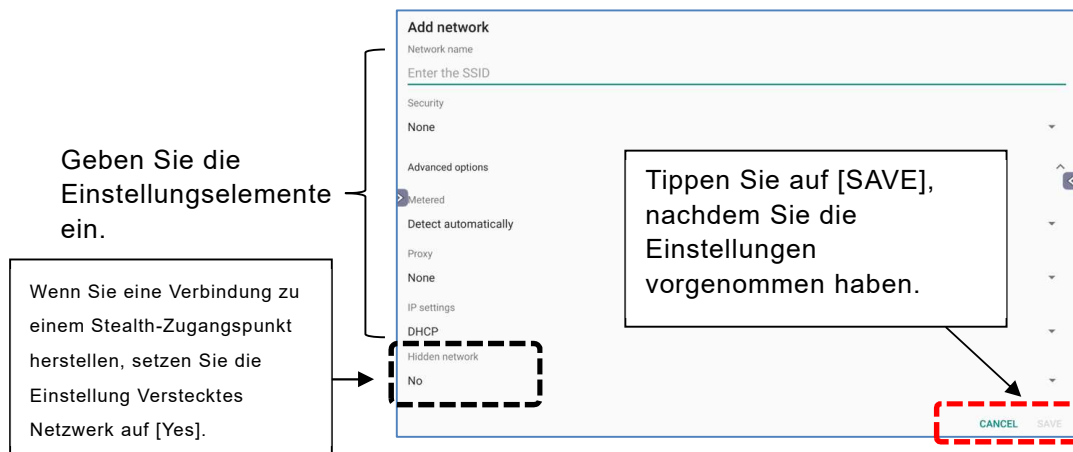 Add network
Network name
Enter the SSID
Security
None
Advanced options
Metered
Detect automatically
Proxy
None
IP settings
DHCP
Hidden network
No
CANCEL SAVE
Geben Sie die
Einstellungselemente
ein.
Wenn Sie eine Verbindung zu
einem Stealth-Zugangspunkt
herstellen, setzen Sie die
Einstellung Verstecktes
Netzwerk auf [Yes].
Tippen Sie auf [SAVE],
nachdem Sie die
Einstellungen
vorgenommen haben.